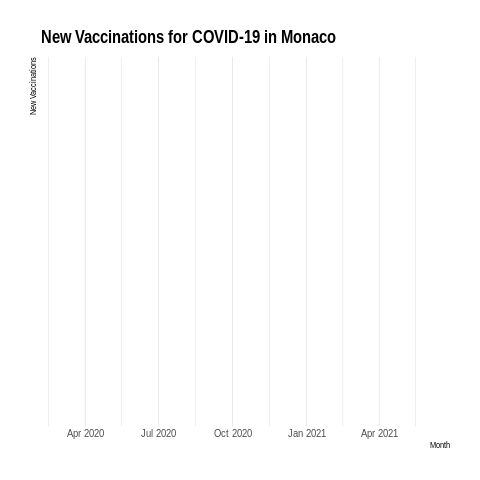 New Vaccinations for COVID-19 in Monaco
New Vaccinations
Apr 2020 Jul 2020 Oct 2020 Jan 2021 Apr 2021
Month